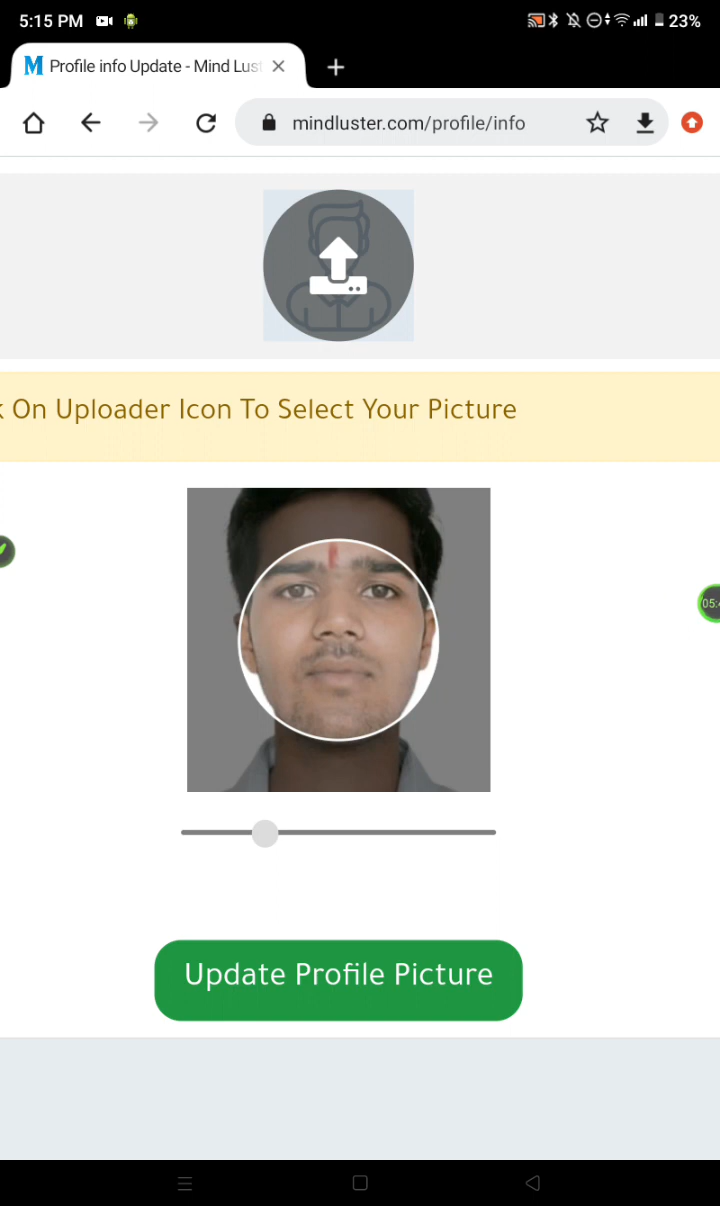 5:15 PM
23%
M Profile info Update - Mind Lust
mindluster.com/profile/info
On Uploader Icon To Select Your Picture
05:
Update Profile Picture